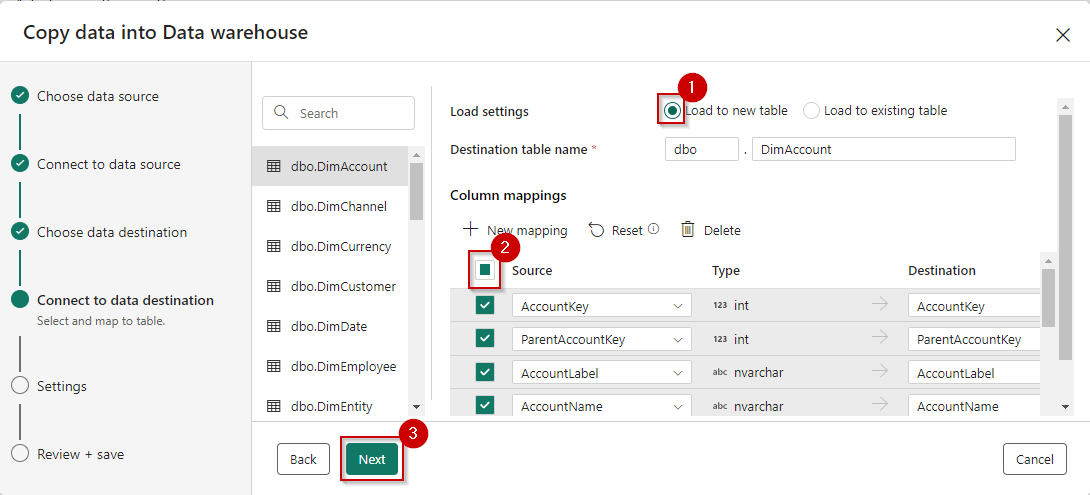 Copy data into Data warehouse
Choose data source
Connect to data source
Choose data destination
Connect to data destination
Select and map to table.
Settings
Review + save
Search
dbo.DimAccount
dbo.DimChannel
dbo.DimCurrency
dbo.DimCustomer
dbo.DimDate
dbo.DimEmployee
dbo.DimEntity
1
Load settings Load to new table Load to existing table
Destination table name * dbo . DimAccount
Column mappings
New mapping Reset Delete
2
Source Type Destination
AccountKey 123 int AccountKey
ParentAccountKey 123 int ParentAccountKey
AccountLabel abc nvarchar AccountLabel
AccountName abc nvarchar AccountName
3
Back Next Cancel